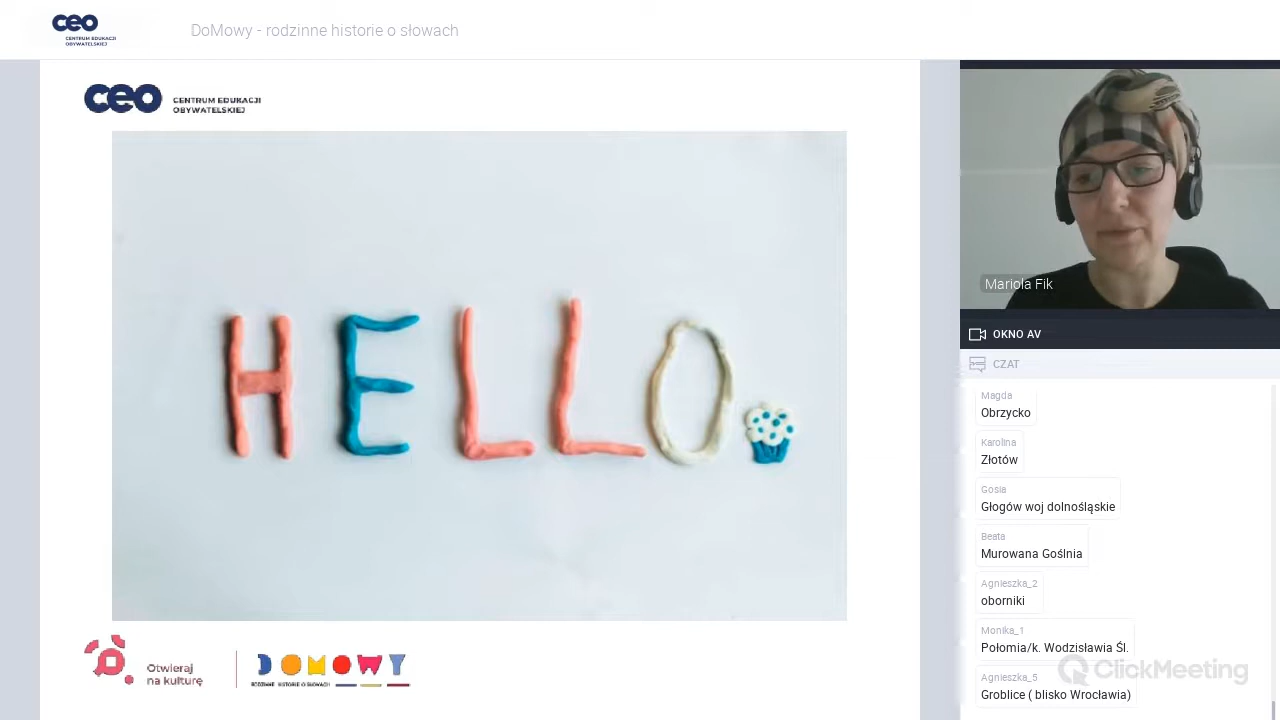 ceo
CENTRUM EDUKACJI
OBYWATELSKIEJ
DoMowy - rodzinne historie o słowach
ceo
CENTRUM EDUKACJI
OBYWATELSKIEJ
HELLO
Otwieraj
na kulturę
DOMOWY
RODZINNE HISTORIE O SŁOWACH
Mariola Fik
OKNO AV
CZAT
Magda
Obrzycko
Karolina
Złotów
Gosia
Głogów woj dolnośląskie
Beata
Murowana Goślnia
Agnieszka_2
oborniki
Monika_1
Połomia/k. Wodzisławia Śl.
Agnieszka_5
Groblice ( blisko Wrocławia)
ClickMeeting